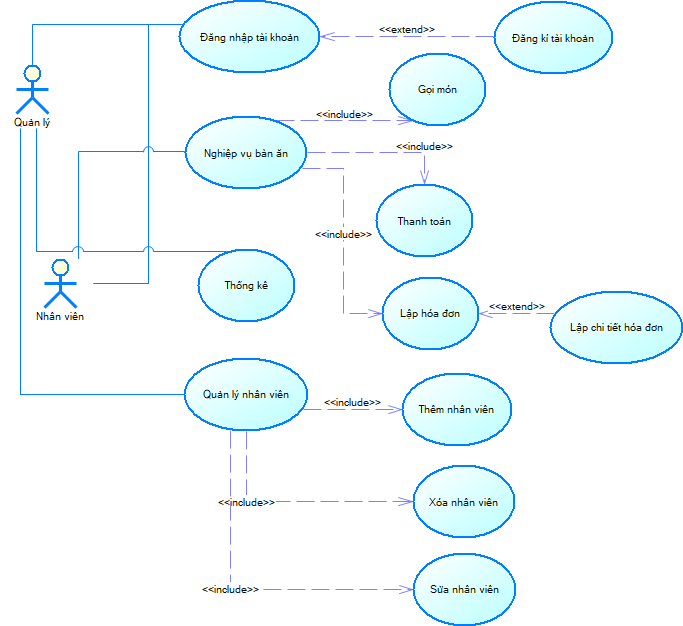 Đăng nhập tài khoản
<<extend>>
Đăng kí tài khoản
Quản lý
Gọi món
<<include>>
Nghiệp vụ bàn ăn
<<include>>
Thanh toán
<<include>>
Thống kê
Nhân viên
Lập hóa đơn
<<extend>>
Lập chi tiết hóa đơn
Quản lý nhân viên
<<include>>
Thêm nhân viên
<<include>>
Xóa nhân viên
<<include>>
Sửa nhân viên